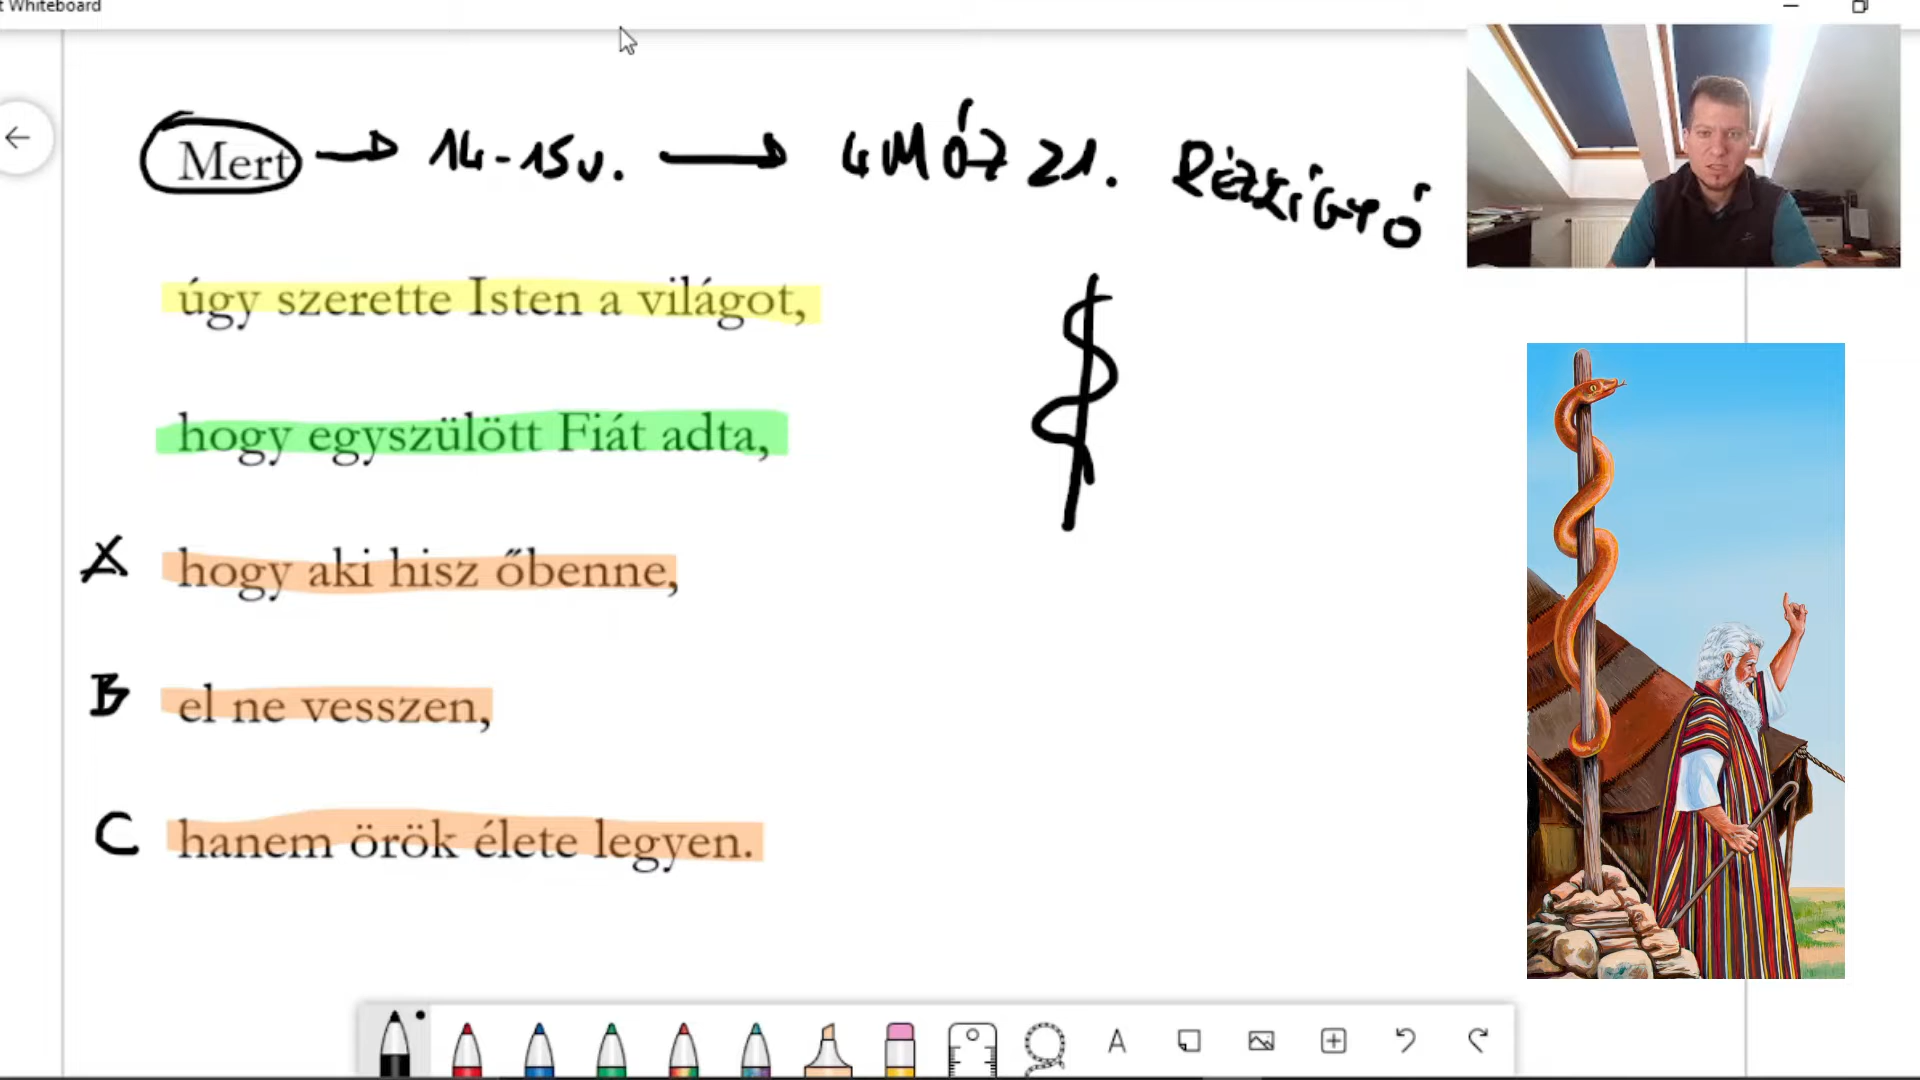 t Whiteboard
Mert 14-15v. 4MÓZ 21. RÉZKÍGYÓ
úgy szerette Isten a világot,
hogy egyszülött Fiát adta,
A hogy aki hisz őbenne,
B el ne vesszen,
C hanem örök élete legyen.